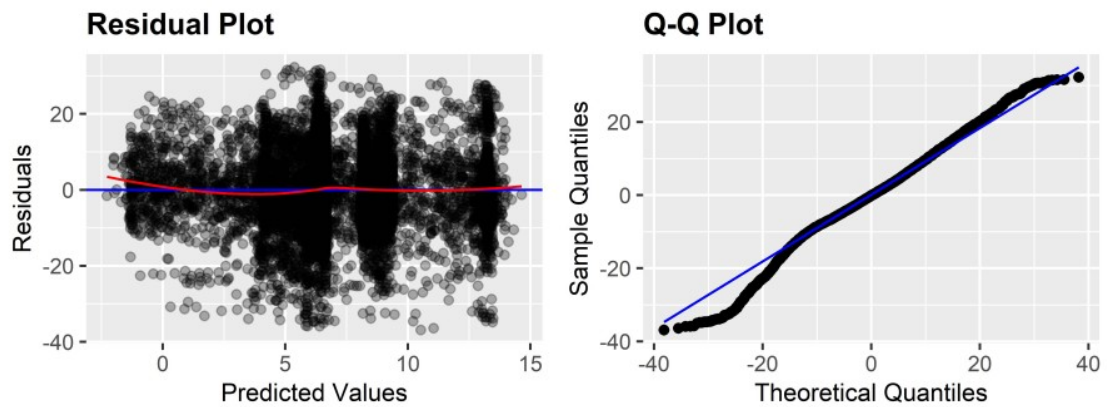 Residual Plot
20
0
-20
-40
Residuals
0
5
10
15
Predicted Values
Q-Q Plot
20
0
-20
-40
Sample Quantiles
-40
-20
0
20
40
Theoretical Quantiles